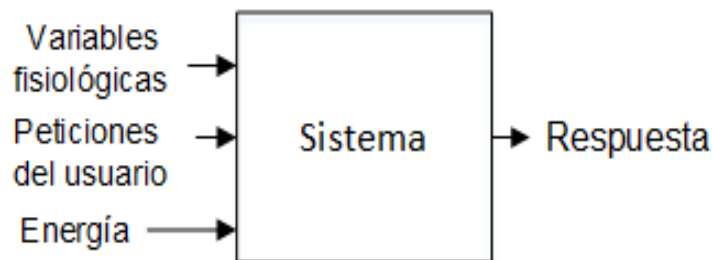 Variables
fisiológicas
Peticiones
del usuario
Energía
Sistema
Respuesta